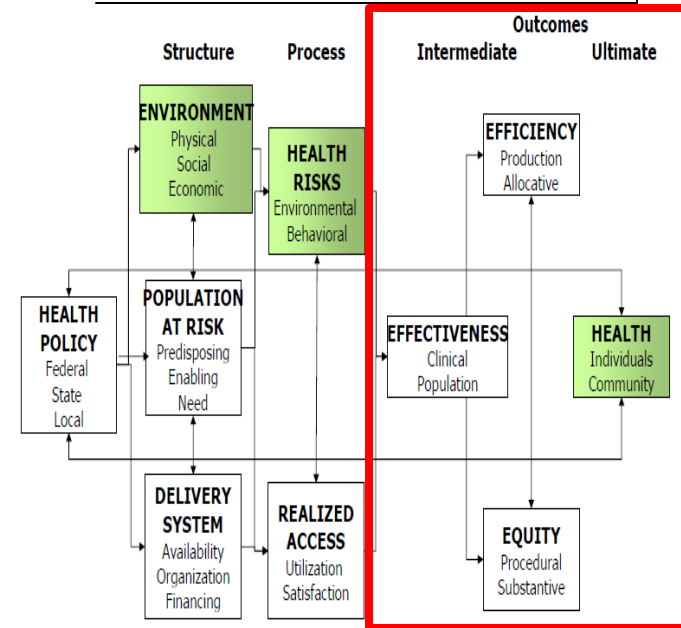 Outcomes
Structure Process Intermediate Ultimate
ENVIRONMENT
Physical
Social
Economic
HEALTH
RISKS
Environmental
Behavioral
EFFICIENCY
Production
Allocative
HEALTH
POLICY
Federal
State
Local
POPULATION
AT RISK
Predisposing
Enabling
Need
EFFECTIVENESS
Clinical
Population
HEALTH
Individuals
Community
DELIVERY
SYSTEM
Availability
Organization
Financing
REALIZED
ACCESS
Utilization
Satisfaction
EQUITY
Procedural
Substantive